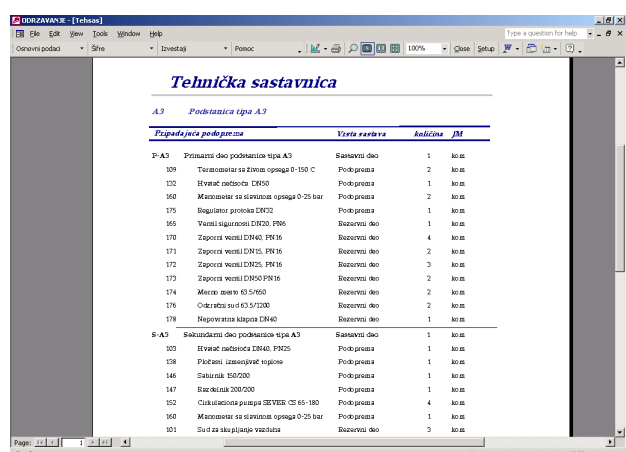 ODRZAVANJE - [Tehsas]
File Edit View Tools Window Help Type a question for help
Osnovni podaci Šifre Izvestaji Pomoc 100% Close Setup
Tehnička sastavnica
A3 Podstanica tipa A3
Pripadajuća podoprema Vrsta sastava količina JM
P-A3 Primarni deo podstanice tipa A3 Sastavni deo 1 kom
109 Termometar sa živom opsega 0-150 C Podoprema 2 kom
132 Hvatač nečistoća DN50 Podoprema 1 kom
160 Manometar sa slavinom opsega 0-25 bar Podoprema 2 kom
175 Regulator protoka DN32 Podoprema 1 kom
165 Ventil sigurnosti DN20, PN6 Rezervni deo 1 kom
170 Zaporni ventil DN40, PN16 Rezervni deo 4 kom
171 Zaporni ventil DN15, PN16 Rezervni deo 2 kom
172 Zaporni ventil DN25, PN16 Rezervni deo 3 kom
173 Zaporni ventil DN50 PN16 Rezervni deo 2 kom
174 Merno mesto 63.5/650 Rezervni deo 2 kom
176 Odzračni sud 63.5/1200 Rezervni deo 2 kom
178 Nepovratna klapna DN40 Rezervni deo 1 kom
S-A3 Sekundarni deo podstanice tipa A3 Sastavni deo 1 kom
103 Hvatač nečistoća DN40, PN25 Podoprema 1 kom
138 Pločasti izmenjivač toplote Podoprema 1 kom
146 Sabirnik 150/200 Podoprema 1 kom
147 Razdelnik 200/200 Podoprema 1 kom
152 Cirkulaciona pumpa SEVER CS 65-180 Podoprema 4 kom
160 Manometar sa slavinom opsega 0-25 bar Podoprema 1 kom
101 Sud za skupljanje vazduha Rezervni deo 3 kom
Page: 1